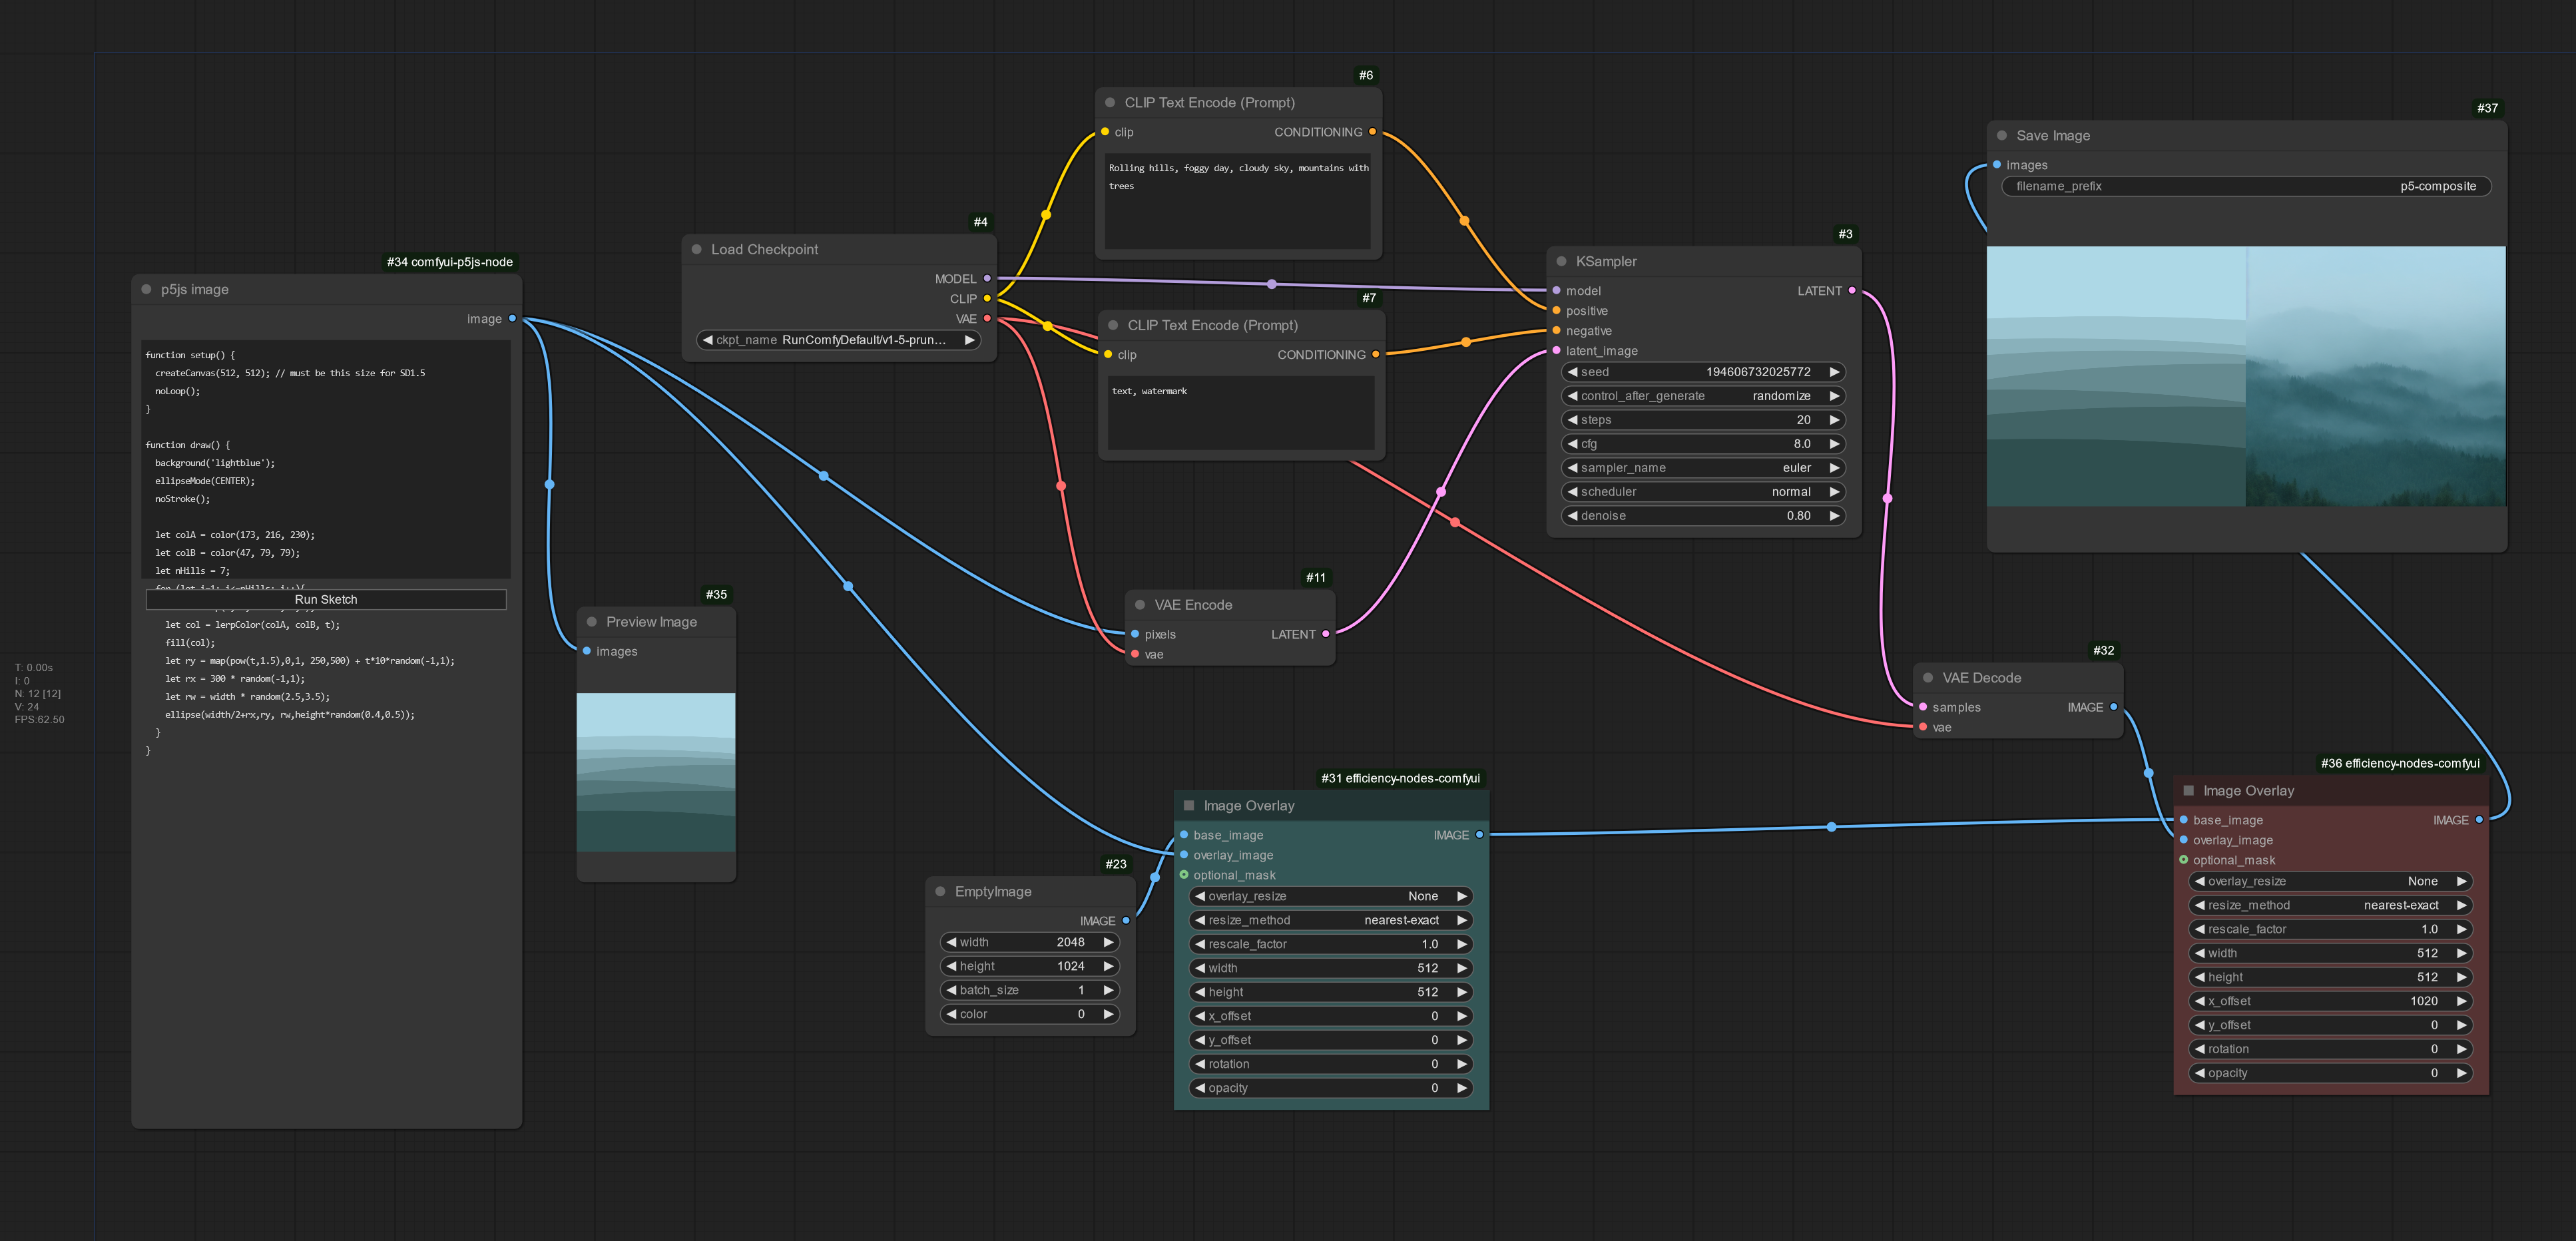 #34 comfyui-p5js-node
p5js image
image
function setup() {
createCanvas(512, 512); // must be this size for SD1.5
noLoop();
}
function draw() {
background('lightblue');
ellipseMode(CENTER);
noStroke();
let colA = color(173, 216, 230);
let colB = color(47, 79, 79);
let nHills = 7;
Run Sketch
let col = lerpColor(colA, colB, t);
fill(col);
let ry = map(pow(t,1.5),0,1, 250,500) + t*10*random(-1,1);
let rx = 300 * random(-1,1);
let rw = width * random(2.5,3.5);
ellipse(width/2+rx,ry, rw,height*random(0.4,0.5));
}
}
T: 0.00s
I: 0
N: 12 [12]
V: 24
FPS:62.50
#35
Preview Image
images
#4
Load Checkpoint
MODEL
CLIP
VAE
ckpt_name RunComfyDefault/v1-5-prun...
#6
CLIP Text Encode (Prompt)
clip CONDITIONING
Rolling hills, foggy day, cloudy sky, mountains with
trees
#7
CLIP Text Encode (Prompt)
clip CONDITIONING
text, watermark
#11
VAE Encode
pixels LATENT
vae
#23
EmptyImage
IMAGE
width 2048
height 1024
batch_size 1
color 0
#31 efficiency-nodes-comfyui
Image Overlay
base_image IMAGE
overlay_image
optional_mask
overlay_resize None
resize_method nearest-exact
rescale_factor 1.0
width 512
height 512
x_offset 0
y_offset 0
rotation 0
opacity 0
#3
KSampler
model LATENT
positive
negative
latent_image
seed 194606732025772
control_after_generate randomize
steps 20
cfg 8.0
sampler_name euler
scheduler normal
denoise 0.80
#32
VAE Decode
samples IMAGE
vae
#37
Save Image
images
filename_prefix p5-composite
#36 efficiency-nodes-comfyui
Image Overlay
base_image IMAGE
overlay_image
optional_mask
overlay_resize None
resize_method nearest-exact
rescale_factor 1.0
width 512
height 512
x_offset 1020
y_offset 0
rotation 0
opacity 0